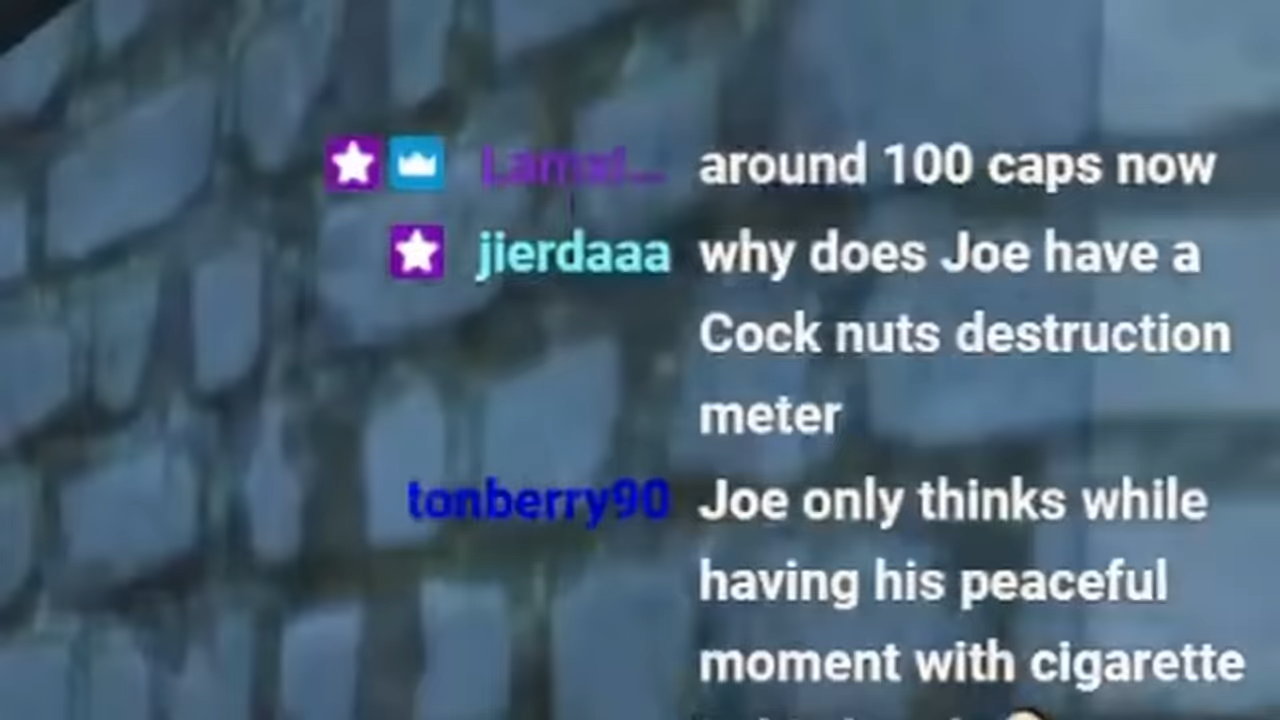 around 100 caps now
jierdaaa why does Joe have a
Cock nuts destruction
meter
tonberry90 Joe only thinks while
having his peaceful
moment with cigarette